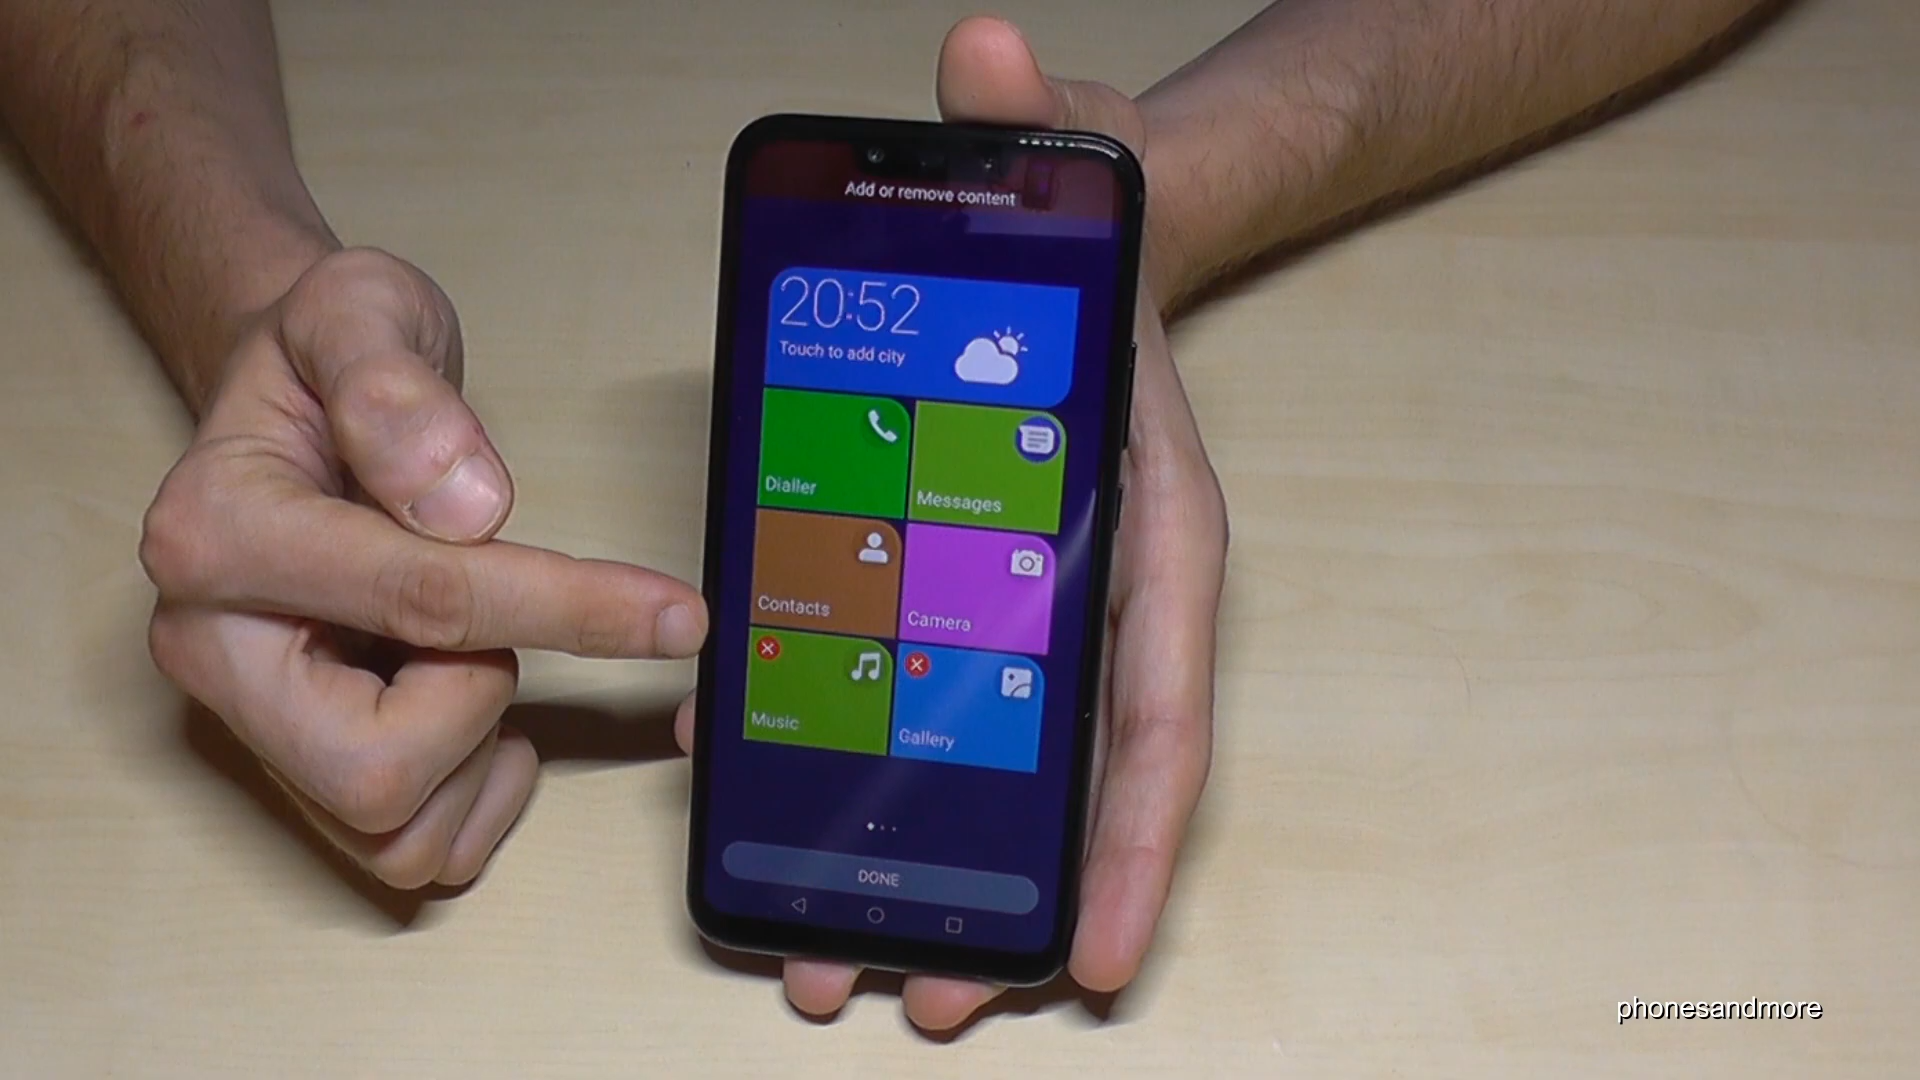 Add or remove content
20:52
Touch to add city
Dialler
Messages
Contacts
Camera
Music
Gallery
DONE
phonesandmore